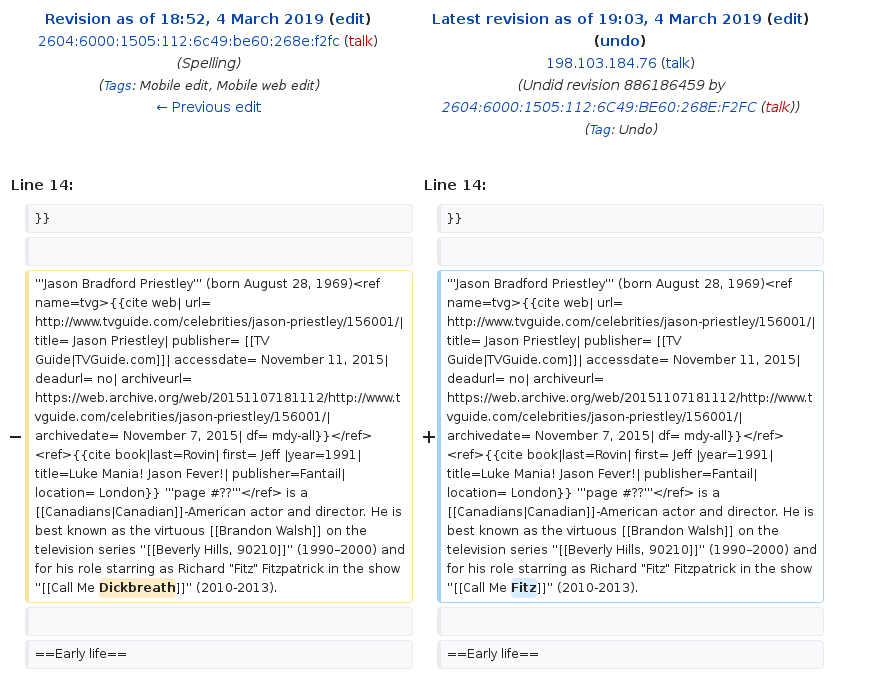 Revision as of 18:52, 4 March 2019 (edit)
2604:6000:1505:112:6c49:be60:268e:f2fc (talk)
(Spelling)
(Tags: Mobile edit, Mobile web edit)
← Previous edit
Latest revision as of 19:03, 4 March 2019 (edit)
(undo)
198.103.184.76 (talk)
(Undid revision 886186459 by
2604:6000:1505:112:6C49:BE60:268E:F2FC (talk))
(Tag: Undo)
Line 14:
Line 14:
}}
}}
−
'''Jason Bradford Priestley''' (born August 28, 1969)<ref
name=tvg>{{cite web| url=
http://www.tvguide.com/celebrities/jason-priestley/156001/|
title= Jason Priestley| publisher= [[TV
Guide|TVGuide.com]]| accessdate= November 11, 2015|
deadurl= no| archiveurl=
https://web.archive.org/web/20151107181112/http://www.t
vguide.com/celebrities/jason-priestley/156001/|
archivedate= November 7, 2015| df= mdy-all}}</ref>
<ref>{{cite book|last=Rovin| first= Jeff |year=1991|
title=Luke Mania! Jason Fever!| publisher=Fantail|
location= London}} '''page #??'''</ref> is a
[[Canadians|Canadian]]-American actor and director. He is
best known as the virtuous [[Brandon Walsh]] on the
television series ''[[Beverly Hills, 90210]]'' (1990–2000) and
for his role starring as Richard "Fitz" Fitzpatrick in the show
''[[Call Me Dickbreath]]'' (2010-2013).
+
'''Jason Bradford Priestley''' (born August 28, 1969)<ref
name=tvg>{{cite web| url=
http://www.tvguide.com/celebrities/jason-priestley/156001/|
title= Jason Priestley| publisher= [[TV
Guide|TVGuide.com]]| accessdate= November 11, 2015|
deadurl= no| archiveurl=
https://web.archive.org/web/20151107181112/http://www.t
vguide.com/celebrities/jason-priestley/156001/|
archivedate= November 7, 2015| df= mdy-all}}</ref>
<ref>{{cite book|last=Rovin| first= Jeff |year=1991|
title=Luke Mania! Jason Fever!| publisher=Fantail|
location= London}} '''page #??'''</ref> is a
[[Canadians|Canadian]]-American actor and director. He is
best known as the virtuous [[Brandon Walsh]] on the
television series ''[[Beverly Hills, 90210]]'' (1990–2000) and
for his role starring as Richard "Fitz" Fitzpatrick in the show
''[[Call Me Fitz]]'' (2010-2013).
==Early life==
==Early life==